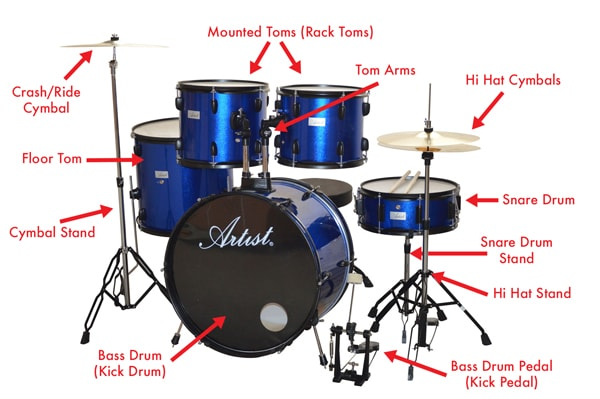 Mounted Toms (Rack Toms)
Crash/Ride
Cymbal
Tom Arms
Hi Hat Cymbals
Floor Tom
Snare Drum
Cymbal Stand
Artist
Snare Drum
Stand
Hi Hat Stand
Bass Drum
(Kick Drum)
Bass Drum Pedal
(Kick Pedal)